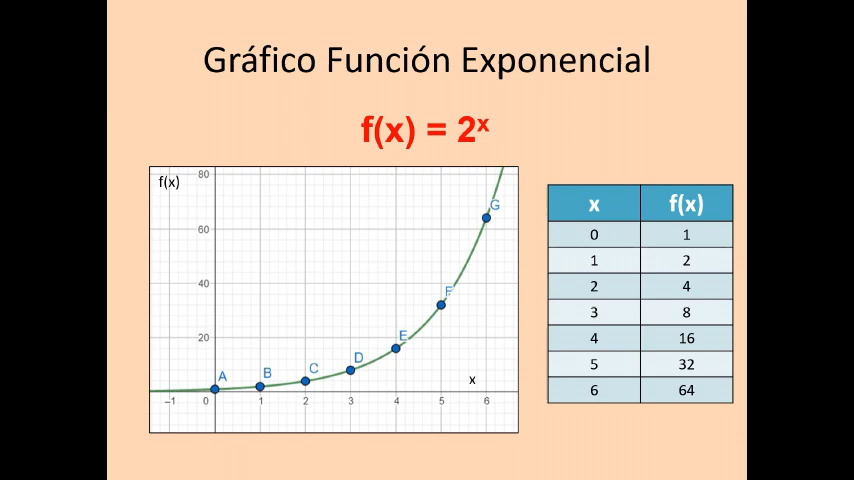 Gráfico Función Exponencial
f(x) = 2ˣ
f(x)
80
60
40
20
A
B
C
D
E
F
G
x
–1 0 1 2 3 4 5 6
x f(x)
0 1
1 2
2 4
3 8
4 16
5 32
6 64